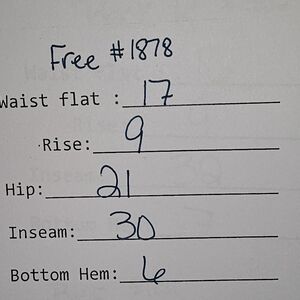 Free #1878
Waist flat : 17
Rise: 9
Hip: 21
Inseam: 30
Bottom Hem: 6